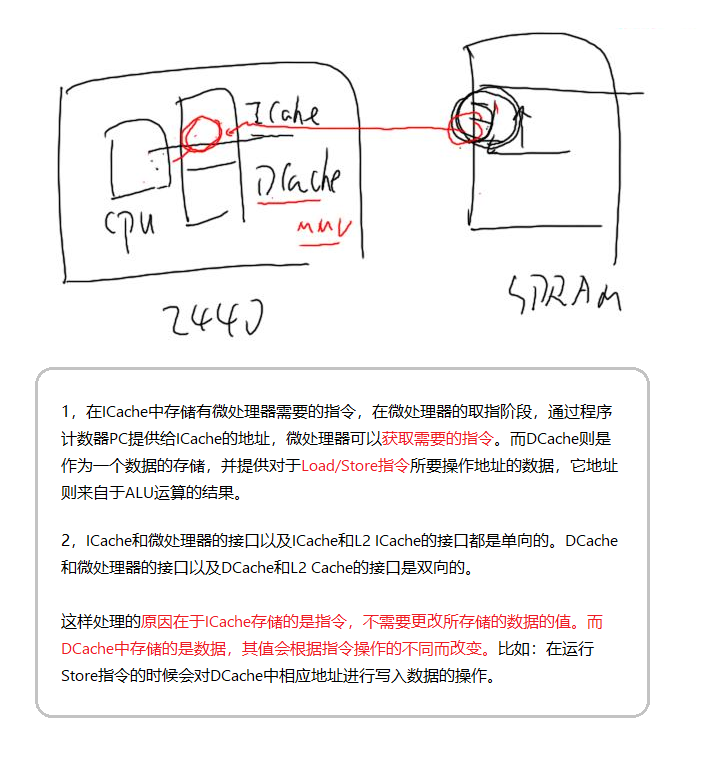 ICache
DCache
CPU
MMU
2440
SDRAM
1，在ICache中存储有微处理器需要的指令，在微处理器的取指阶段，通过程序
计数器PC提供给ICache的地址，微处理器可以获取需要的指令。而DCache则是
作为一个数据的存储，并提供对于Load/Store指令所要操作地址的数据，它地址
则来自于ALU运算的结果。
2，ICache和微处理器的接口以及ICache和L2 ICache的接口都是单向的。DCache
和微处理器的接口以及DCache和L2 Cache的接口是双向的。
这样处理的原因在于ICache存储的是指令，不需要更改所存储的数据的值。而
DCache中存储的是数据，其值会根据指令操作的不同而改变。比如：在运行
Store指令的时候会对DCache中相应地址进行写入数据的操作。